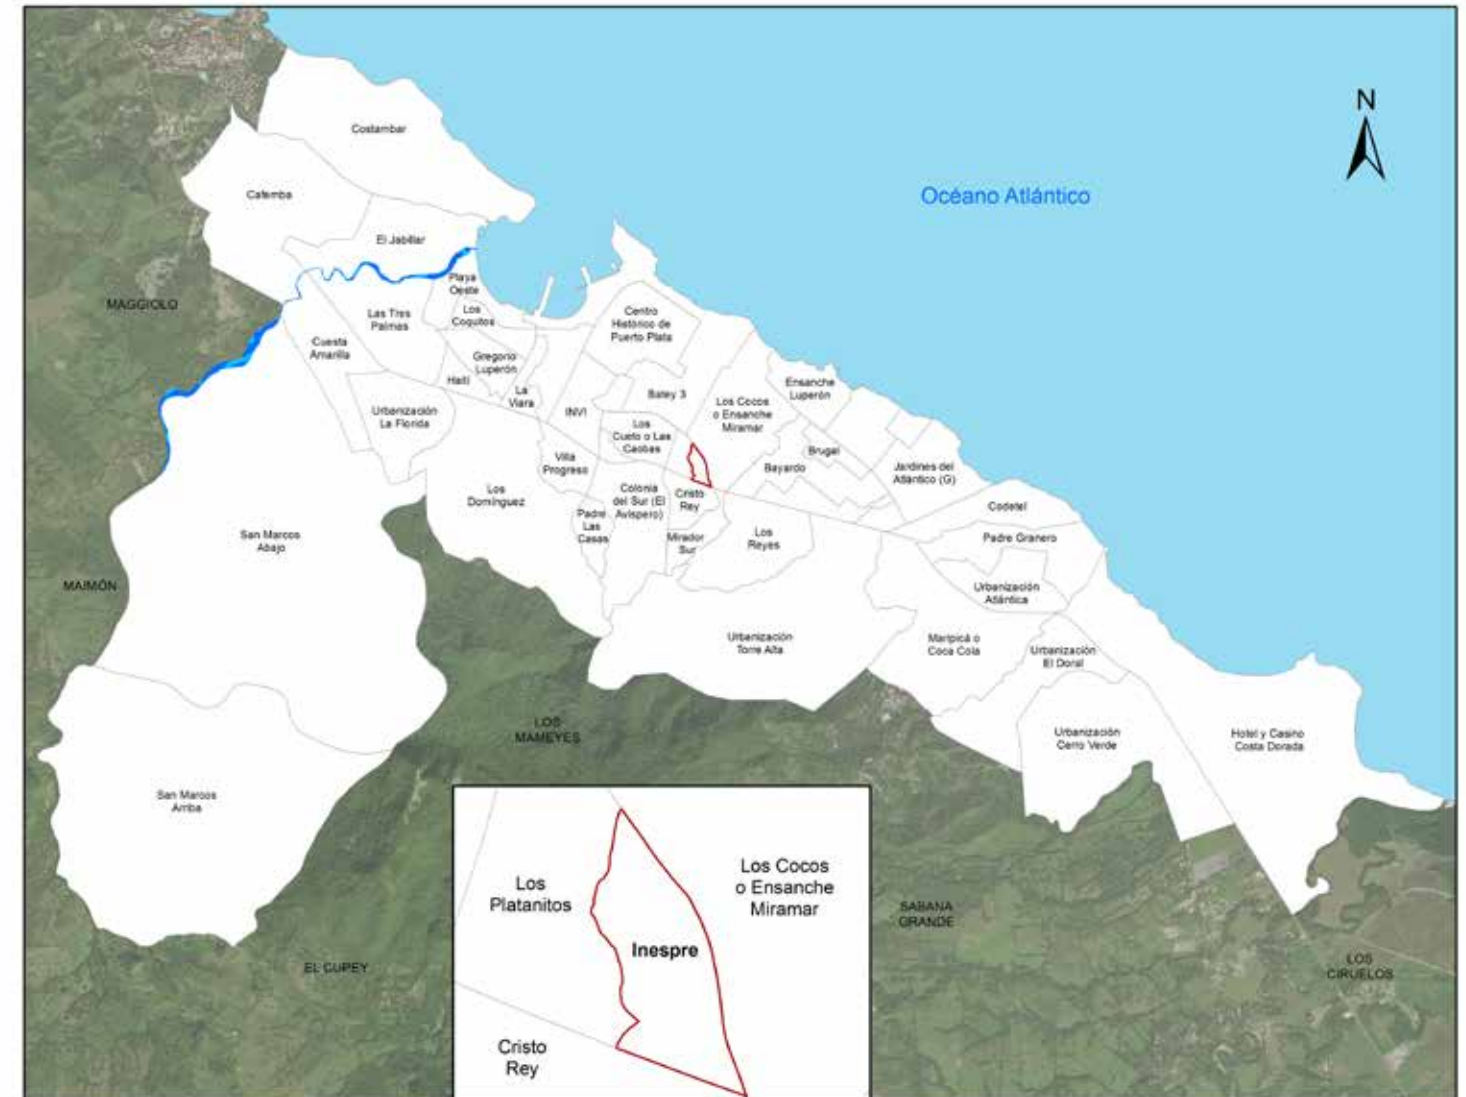 N
Costambar
Océano Atlántico
Cafemba
El Jabillar
Playa
Oeste
MAGGIOLO
Las Tres
Palmas
Los
Coquitos
Centro
Histórico de
Puerto Plata
Cuesta
Amarilla
Gregorio
Luperón
Haití
La
Viara
Ensanche
Luperón
Batey 3
Los Cocos
o Ensanche
Miramar
Urbanización
La Florida
INVI
Los
Cueto o Las
Caobas
Brugal
Villa
Progreso
Bayardo
Jardines del
Atlántico (G)
Los
Domínguez
Colonia
del Sur (El
Avispero)
Cristo
Rey
Codetel
Padre
Las
Casas
San Marcos
Abajo
Mirador
Sur
Los
Reyes
Padre Granero
MAIMÓN
Urbanización
Atlántica
Urbanización
Torre Alta
Maripicá o
Coca Cola
Urbanización
El Doral
LOS
MAMEYES
Urbanización
Cerro Verde
Hotel y Casino
Costa Dorada
San Marcos
Arriba
Los
Platanitos
Los Cocos
o Ensanche
Miramar
Inespre
SABANA
GRANDE
EL CUPEY
LOS
CIRUELOS
Cristo
Rey